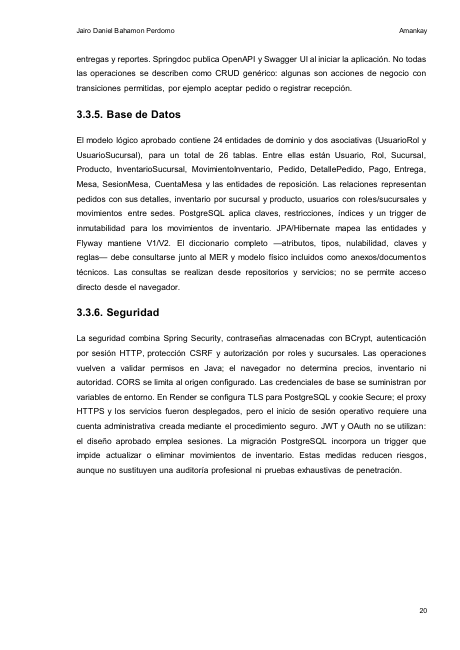 Jairo Daniel Bahamon Perdomo Amankay
entregas y reportes. Springdoc publica OpenAPI y Swagger UI al iniciar la aplicación. No todas
las operaciones se describen como CRUD genérico: algunas son acciones de negocio con
transiciones permitidas, por ejemplo aceptar pedido o registrar recepción.
3.3.5. Base de Datos
El modelo lógico aprobado contiene 24 entidades de dominio y dos asociativas (UsuarioRol y
UsuarioSucursal), para un total de 26 tablas. Entre ellas están Usuario, Rol, Sucursal,
Producto, InventarioSucursal, MovimientoInventario, Pedido, DetallePedido, Pago, Entrega,
Mesa, SesionMesa, CuentaMesa y las entidades de reposición. Las relaciones representan
pedidos con sus detalles, inventario por sucursal y producto, usuarios con roles/sucursales y
movimientos entre sedes. PostgreSQL aplica claves, restricciones, índices y un trigger de
inmutabilidad para los movimientos de inventario. JPA/Hibernate mapea las entidades y
Flyway mantiene V1/V2. El diccionario completo —atributos, tipos, nulabilidad, claves y
reglas— debe consultarse junto al MER y modelo físico incluidos como anexos/documentos
técnicos. Las consultas se realizan desde repositorios y servicios; no se permite acceso
directo desde el navegador.
3.3.6. Seguridad
La seguridad combina Spring Security, contraseñas almacenadas con BCrypt, autenticación
por sesión HTTP, protección CSRF y autorización por roles y sucursales. Las operaciones
vuelven a validar permisos en Java; el navegador no determina precios, inventario ni
autoridad. CORS se limita al origen configurado. Las credenciales de base se suministran por
variables de entorno. En Render se configura TLS para PostgreSQL y cookie Secure; el proxy
HTTPS y los servicios fueron desplegados, pero el inicio de sesión operativo requiere una
cuenta administrativa creada mediante el procedimiento seguro. JWT y OAuth no se utilizan:
el diseño aprobado emplea sesiones. La migración PostgreSQL incorpora un trigger que
impide actualizar o eliminar movimientos de inventario. Estas medidas reducen riesgos,
aunque no sustituyen una auditoría profesional ni pruebas exhaustivas de penetración.
20